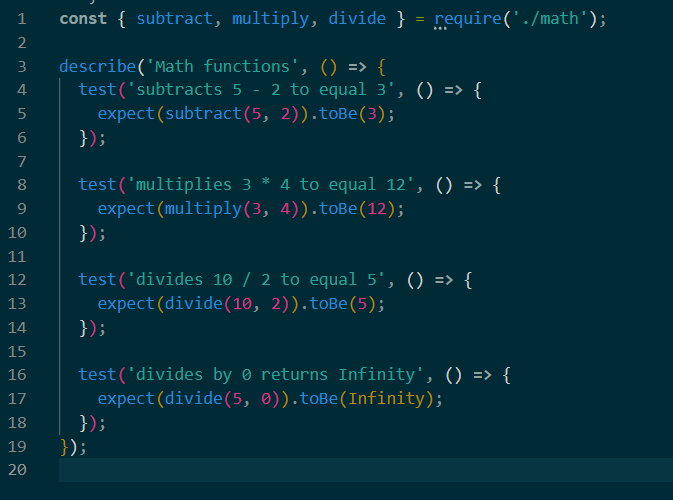 1 const { subtract, multiply, divide } = require('./math');
2
3 describe('Math functions', () => {
4   test('subtracts 5 - 2 to equal 3', () => {
5     expect(subtract(5, 2)).toBe(3);
6   });
7
8   test('multiplies 3 * 4 to equal 12', () => {
9     expect(multiply(3, 4)).toBe(12);
10   });
11
12   test('divides 10 / 2 to equal 5', () => {
13     expect(divide(10, 2)).toBe(5);
14   });
15
16   test('divides by 0 returns Infinity', () => {
17     expect(divide(5, 0)).toBe(Infinity);
18   });
19 });
20